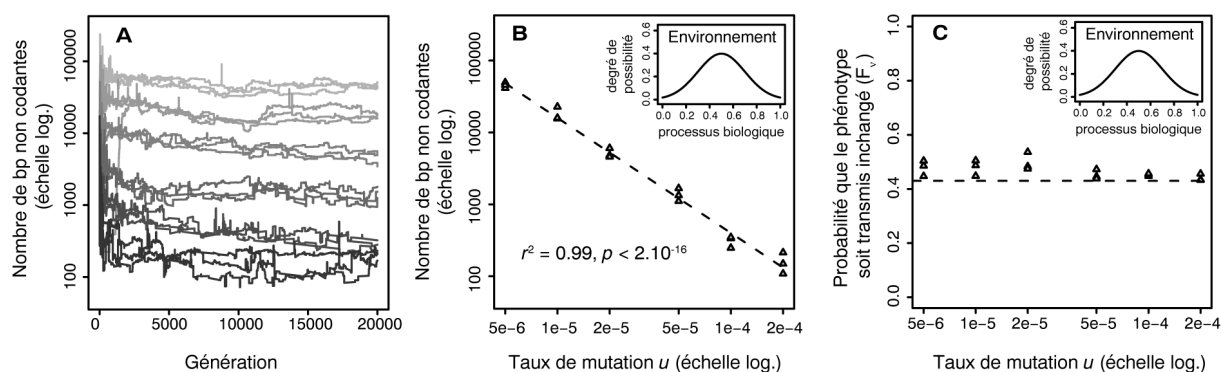 A
Nombre de bp non codantes
(échelle log.)
100000
10000
1000
100
0
5000
10000
15000
20000
Génération
B
Nombre de bp non codantes
(échelle log.)
100000
10000
1000
100
r² = 0.99, p < 2.10⁻¹⁶
5e−6
1e−5
2e−5
5e−5
1e−4
2e−4
Taux de mutation u (échelle log.)
Environnement
degré de
possibilité
0.6
0.4
0.2
0.0
0.0 0.2 0.4 0.6 0.8 1.0
processus biologique
C
Probabilité que le phénotype
soit transmis inchangé (Fᵥ)
1.0
0.8
0.6
0.4
0.2
0.0
5e−6
1e−5
2e−5
5e−5
1e−4
2e−4
Taux de mutation u (échelle log.)
Environnement
degré de
possibilité
0.6
0.4
0.2
0.0
0.0 0.2 0.4 0.6 0.8 1.0
processus biologique